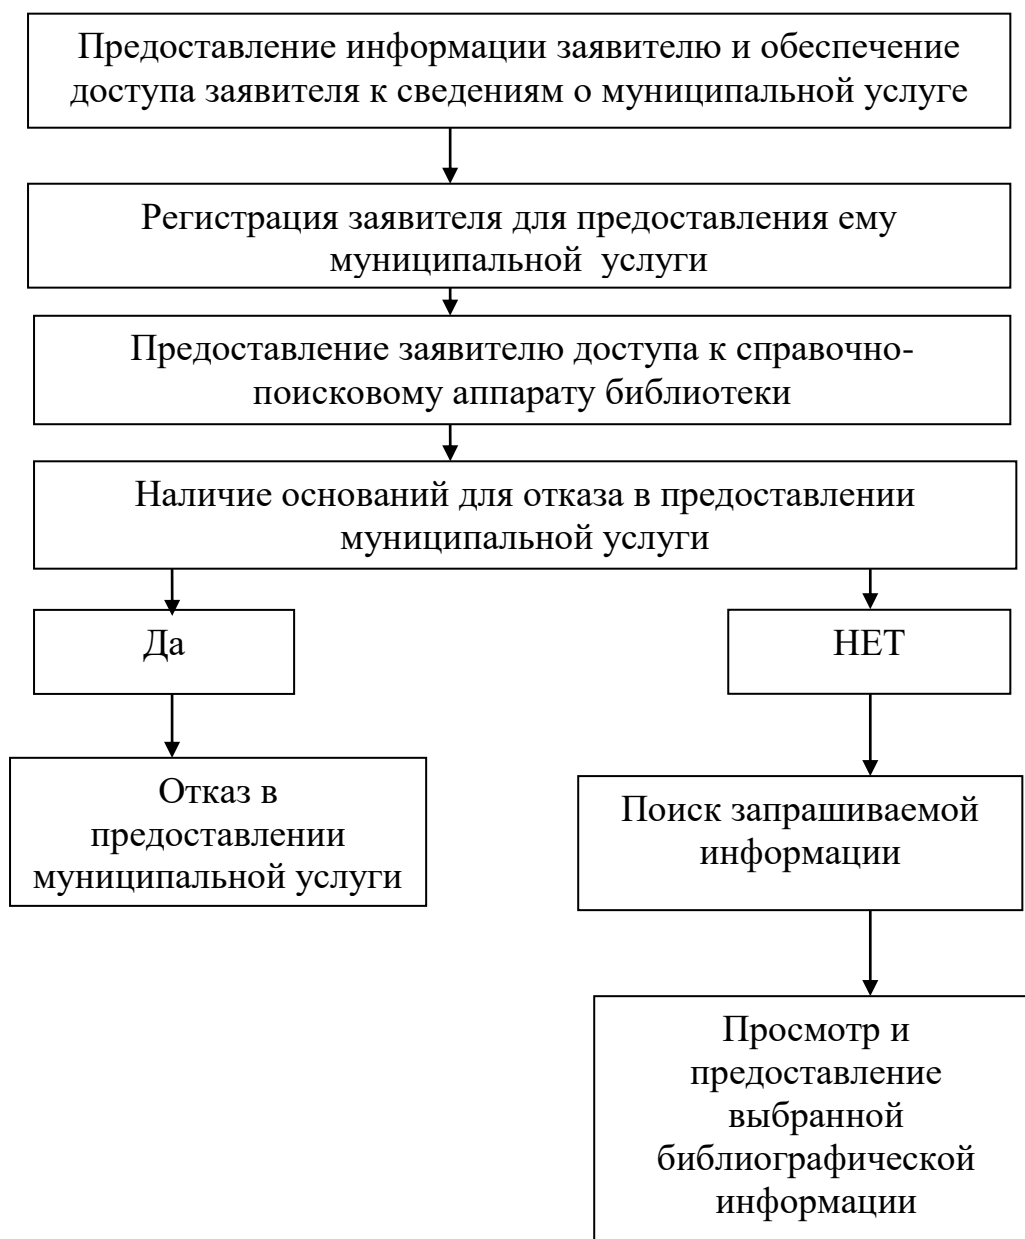 Предоставление информации заявителю и обеспечение
доступа заявителя к сведениям о муниципальной услуге
Регистрация заявителя для предоставления ему
муниципальной  услуги
Предоставление заявителю доступа к справочно-
поисковому аппарату библиотеки
Наличие оснований для отказа в предоставлении
муниципальной услуги
Да
НЕТ
Отказ в
предоставлении
муниципальной услуги
Поиск запрашиваемой
информации
Просмотр и
предоставление
выбранной
библиографической
информации